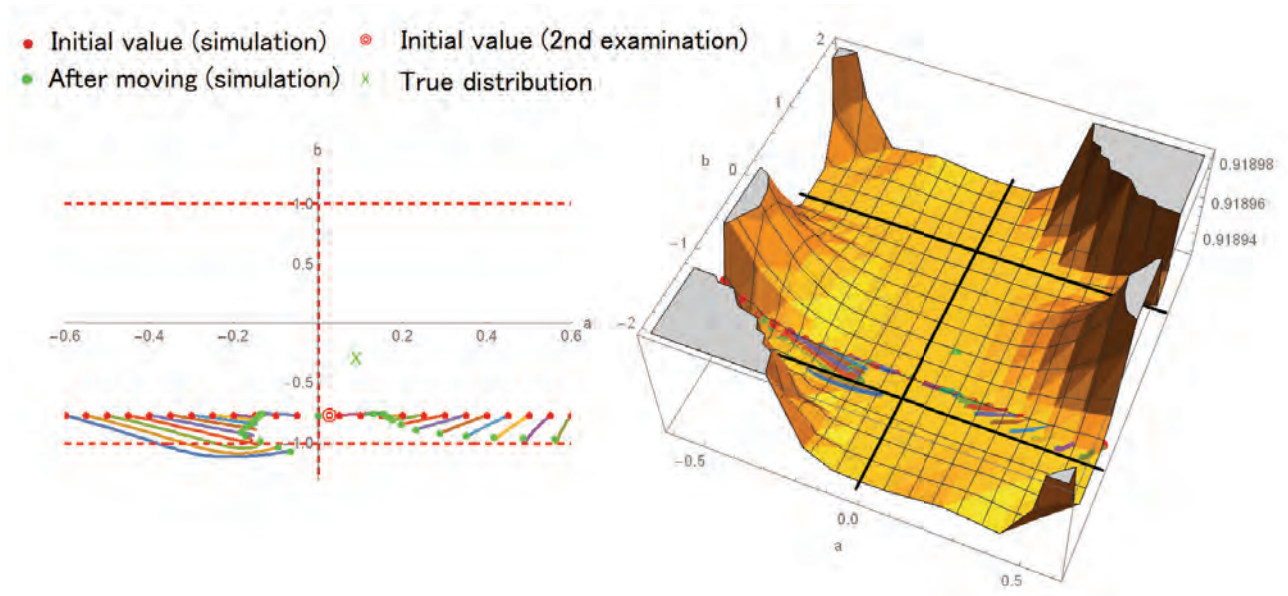 Initial value (simulation)
Initial value (2nd examination)
After moving (simulation)
x True distribution
b
1.0
0.5
-0.6
-0.4
-0.2
0.2
0.4
0.6
a
-0.5
-1.0
2
1
b
0
-1
-2
0.91898
0.91896
0.91894
-0.5
0.0
a
0.5